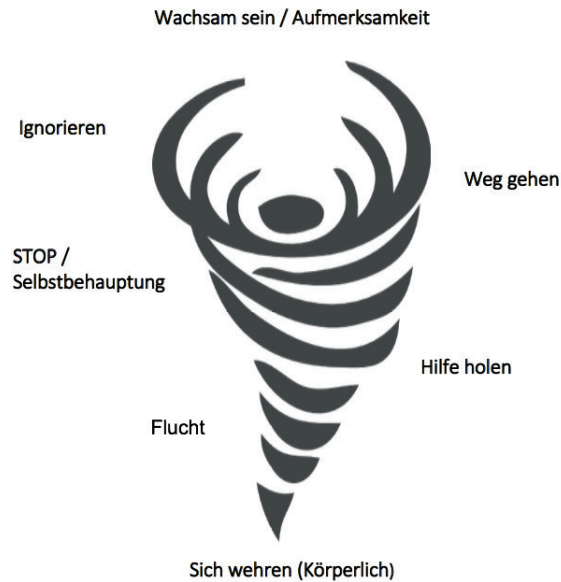 Wachsam sein / Aufmerksamkeit
Ignorieren
Weg gehen
STOP /
Selbstbehauptung
Hilfe holen
Flucht
Sich wehren (Körperlich)